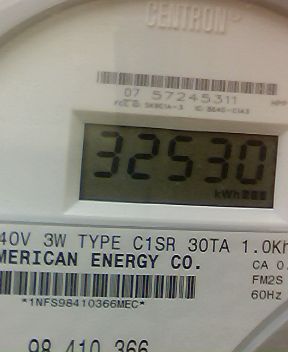 CENTRON®
07 57245311
32530
kWh
40V 3W TYPE C1SR 30TA 1.0Kh
MERICAN ENERGY CO.
CA 0.
FM2S
60Hz
*1NFS98410366MEC*
98 410 366